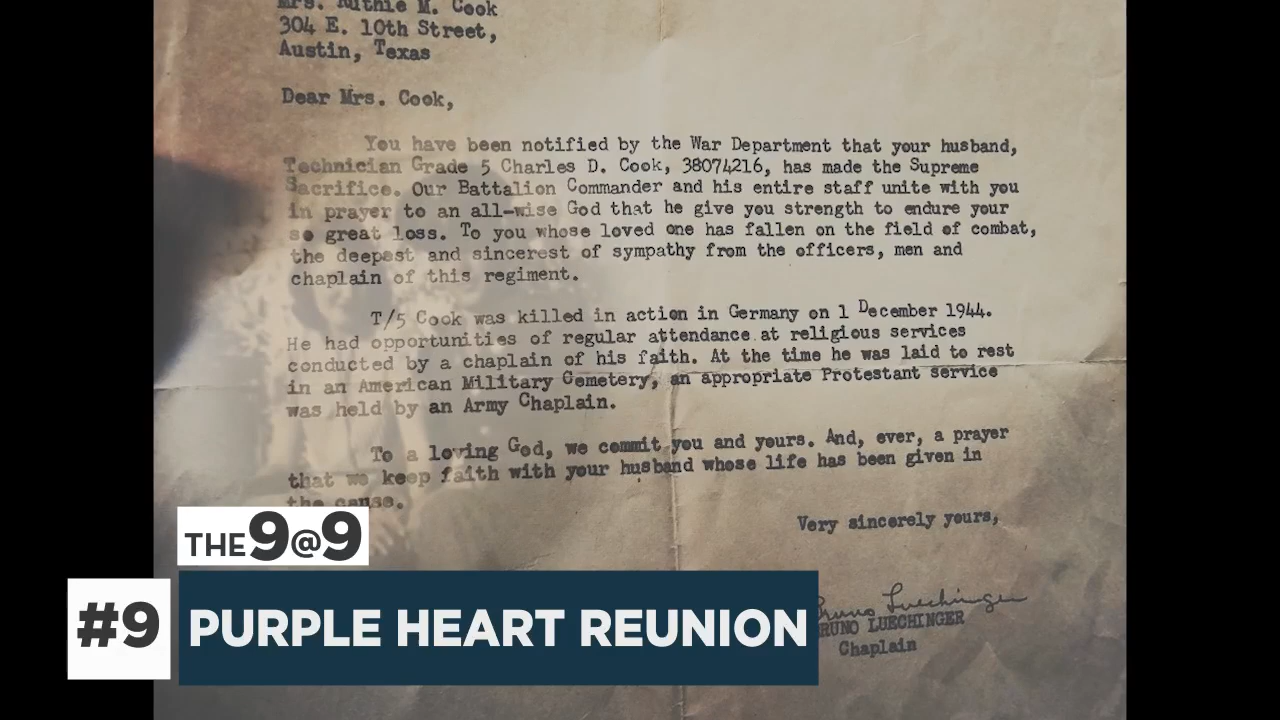 Mrs. Ruthie M. Cook
304 E. 10th Street,
Austin, Texas
Dear Mrs. Cook,
You have been notified by the War Department that your husband,
Technician Grade 5 Charles D. Cook, 38074216, has made the Supreme
Sacrifice. Our Battalion Commander and his entire staff unite with you
in prayer to an all-wise God that he give you strength to endure your
so great loss. To you whose loved one has fallen on the field of combat,
the deepest and sincerest of sympathy from the officers, men and
chaplain of this regiment.
T/5 Cook was killed in action in Germany on 1 December 1944.
He had opportunities of regular attendance at religious services
conducted by a chaplain of his faith. At the time he was laid to rest
in an American Military Cemetery, an appropriate Protestant service
was held by an Army Chaplain.
To a loving God, we commit you and yours. And, ever, a prayer
that we keep faith with your husband whose life has been given in
the cause.
Very sincerely yours,
Bruno Luechinger
RUNO LUECHINGER
Chaplain
THE 9@9
#9 PURPLE HEART REUNION